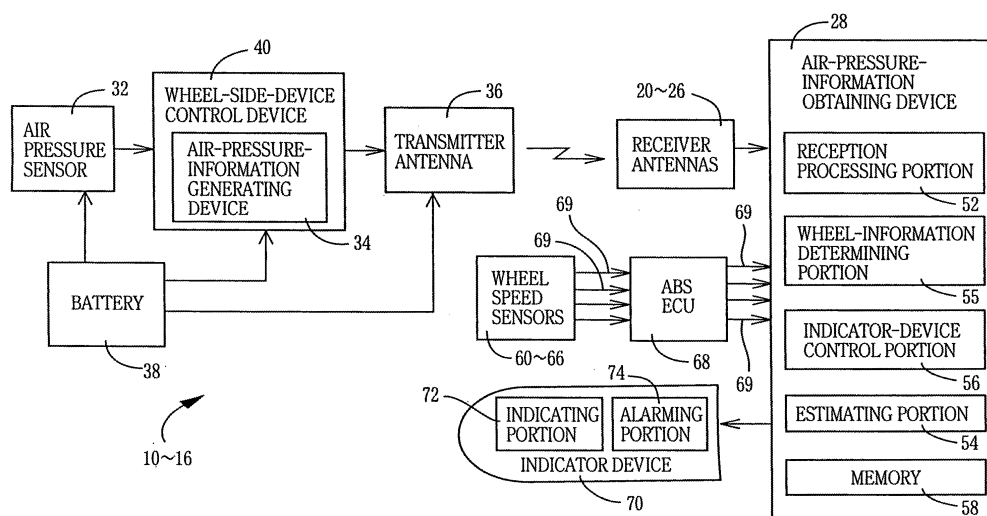 28
40
AIR-PRESSURE-
INFORMATION
OBTAINING DEVICE
32
WHEEL-SIDE-DEVICE
CONTROL DEVICE
36
20~26
AIR
PRESSURE
SENSOR
AIR-PRESSURE-
INFORMATION
GENERATING
DEVICE
TRANSMITTER
ANTENNA
RECEIVER
ANTENNAS
RECEPTION
PROCESSING PORTION
52
34
69
69
69
WHEEL-INFORMATION
DETERMINING
PORTION
55
BATTERY
38
WHEEL
SPEED
SENSORS
60~66
ABS
ECU
68
69
INDICATOR-DEVICE
CONTROL PORTION
56
72
74
INDICATING
PORTION
ALARMING
PORTION
INDICATOR DEVICE
70
ESTIMATING PORTION
54
10~16
MEMORY
58